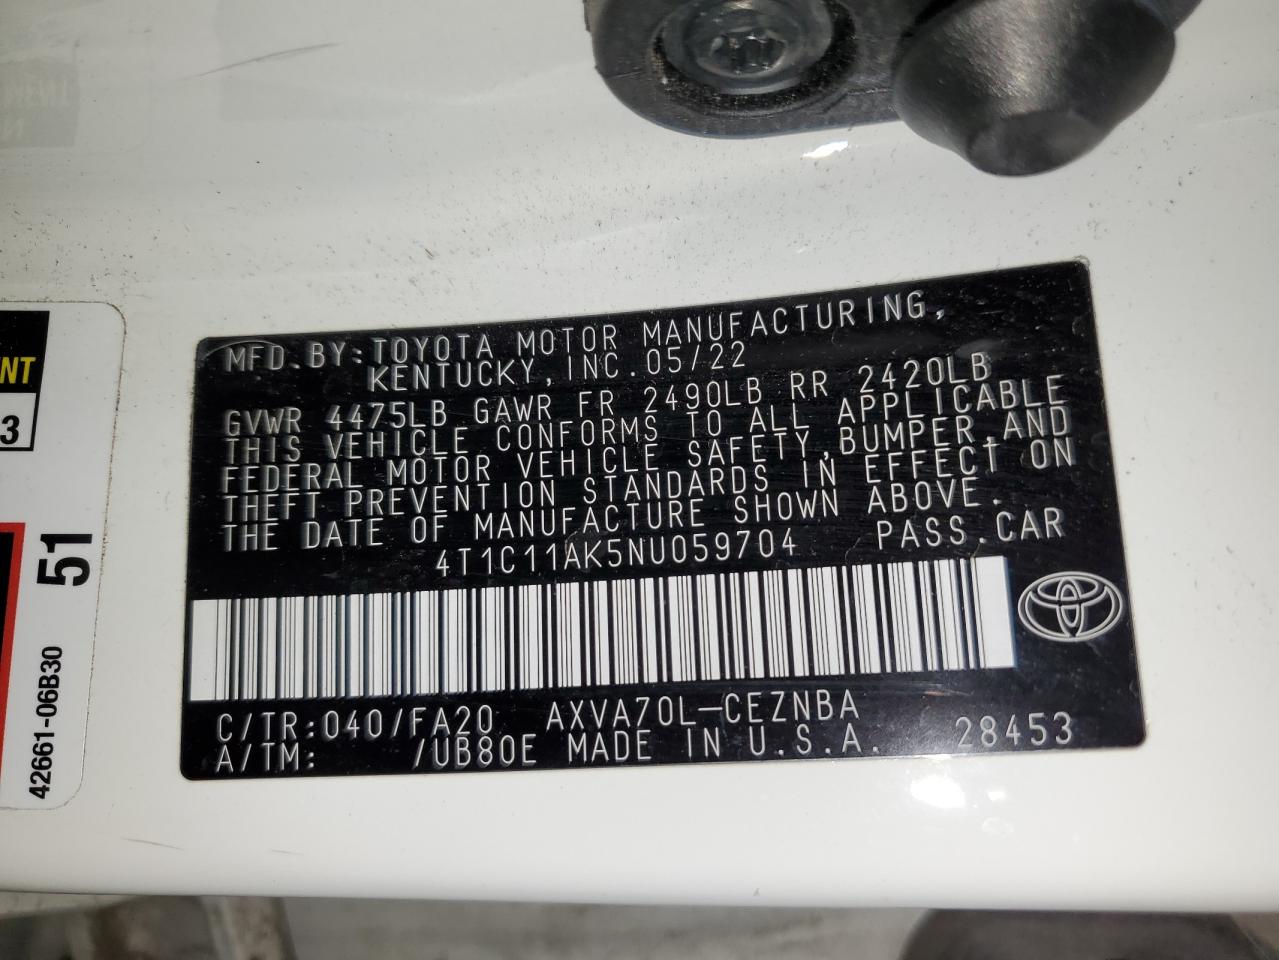 MFD. BY: TOYOTA MOTOR MANUFACTURING,
KENTUCKY, INC. 05/22
GVWR 4475LB GAWR FR 2490LB RR 2420LB
THIS VEHICLE CONFORMS TO ALL APPLICABLE
FEDERAL MOTOR VEHICLE SAFETY, BUMPER, AND
THEFT PREVENTION STANDARDS IN EFFECT ON
THE DATE OF MANUFACTURE SHOWN ABOVE.
4T1C11AK5NU059704 PASS. CAR
C/TR: 040/FA20 AXVA70L-CEZNBA
A/TM: /UB80E MADE IN U.S.A. 28453
NT
3
51
42661-06B30